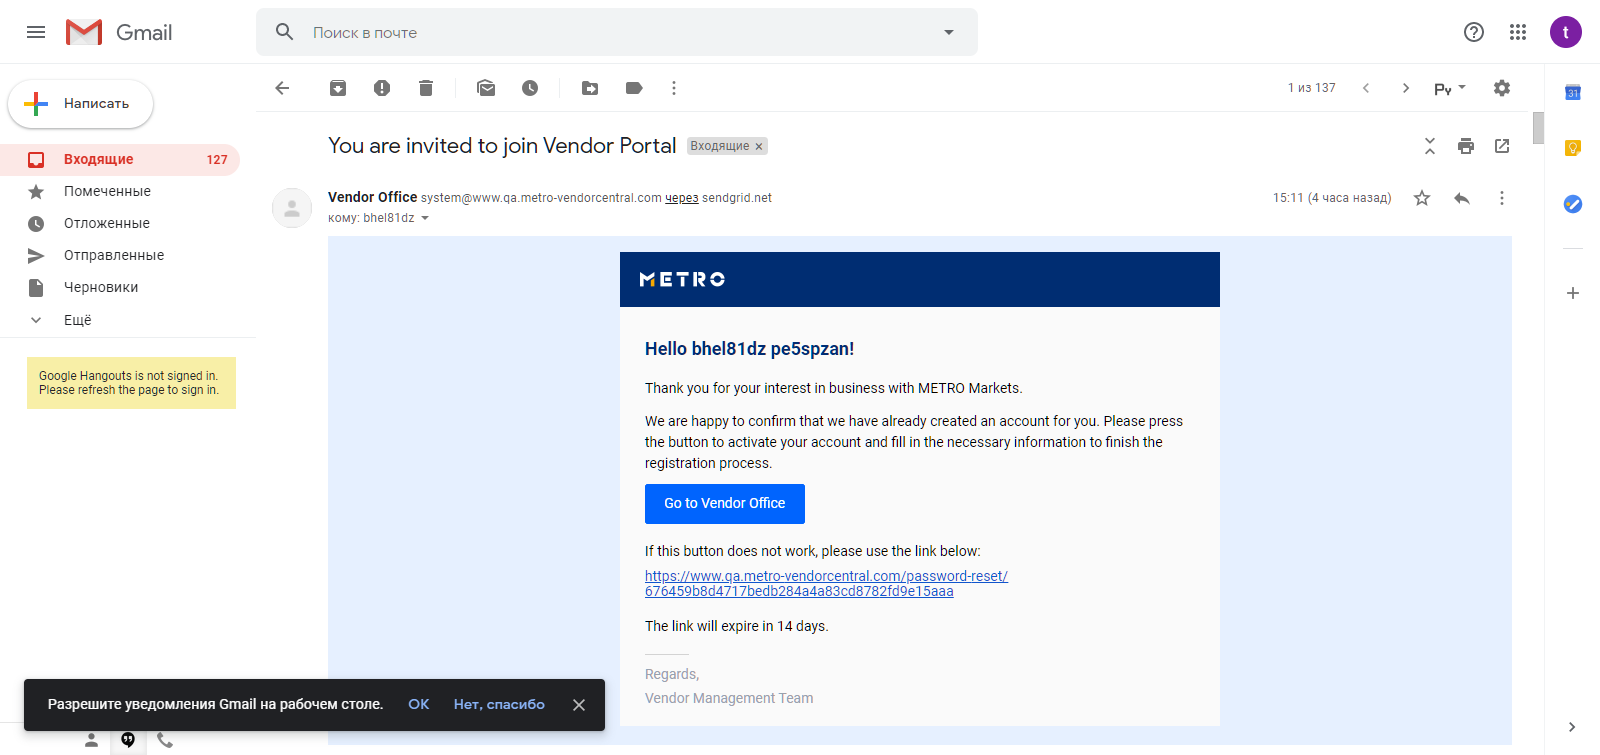 Gmail
Поиск в почте
t
Написать
1 из 137
Ру
31
Входящие 127
Помеченные
Отложенные
Отправленные
Черновики
Ещё
Google Hangouts is not signed in.
Please refresh the page to sign in.
You are invited to join Vendor Portal Входящие ×
Vendor Office system@www.qa.metro-vendorcentral.com через sendgrid.net
15:11 (4 часа назад)
кому: bhel81dz
METRO
Hello bhel81dz pe5spzan!
Thank you for your interest in business with METRO Markets.
We are happy to confirm that we have already created an account for you. Please press
the button to activate your account and fill in the necessary information to finish the
registration process.
Go to Vendor Office
If this button does not work, please use the link below:
https://www.qa.metro-vendorcentral.com/password-reset/
676459b8d4717bedb284a4a83cd8782fd9e15aaa
The link will expire in 14 days.
Regards,
Vendor Management Team
Разрешите уведомления Gmail на рабочем столе. ОК Нет, спасибо